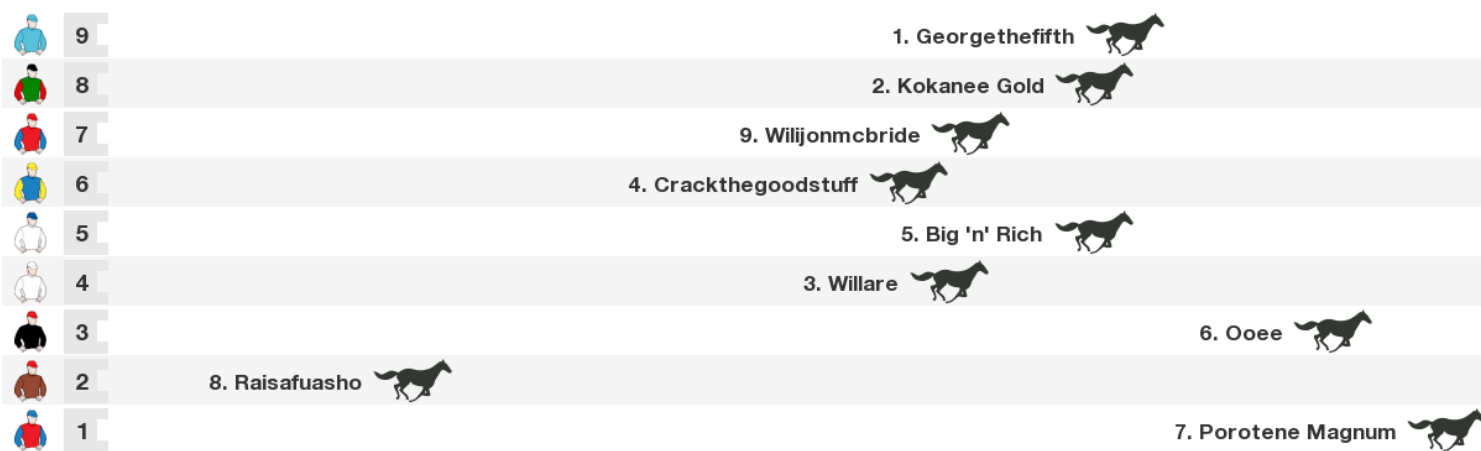 9 1. Georgethefifth
8 2. Kokanee Gold
7 9. Wilijonmcbride
6 4. Crackthegoodstuff
5 5. Big 'n' Rich
4 3. Willare
3 6. Ooee
2 8. Raisafuasho
1 7. Porotene Magnum